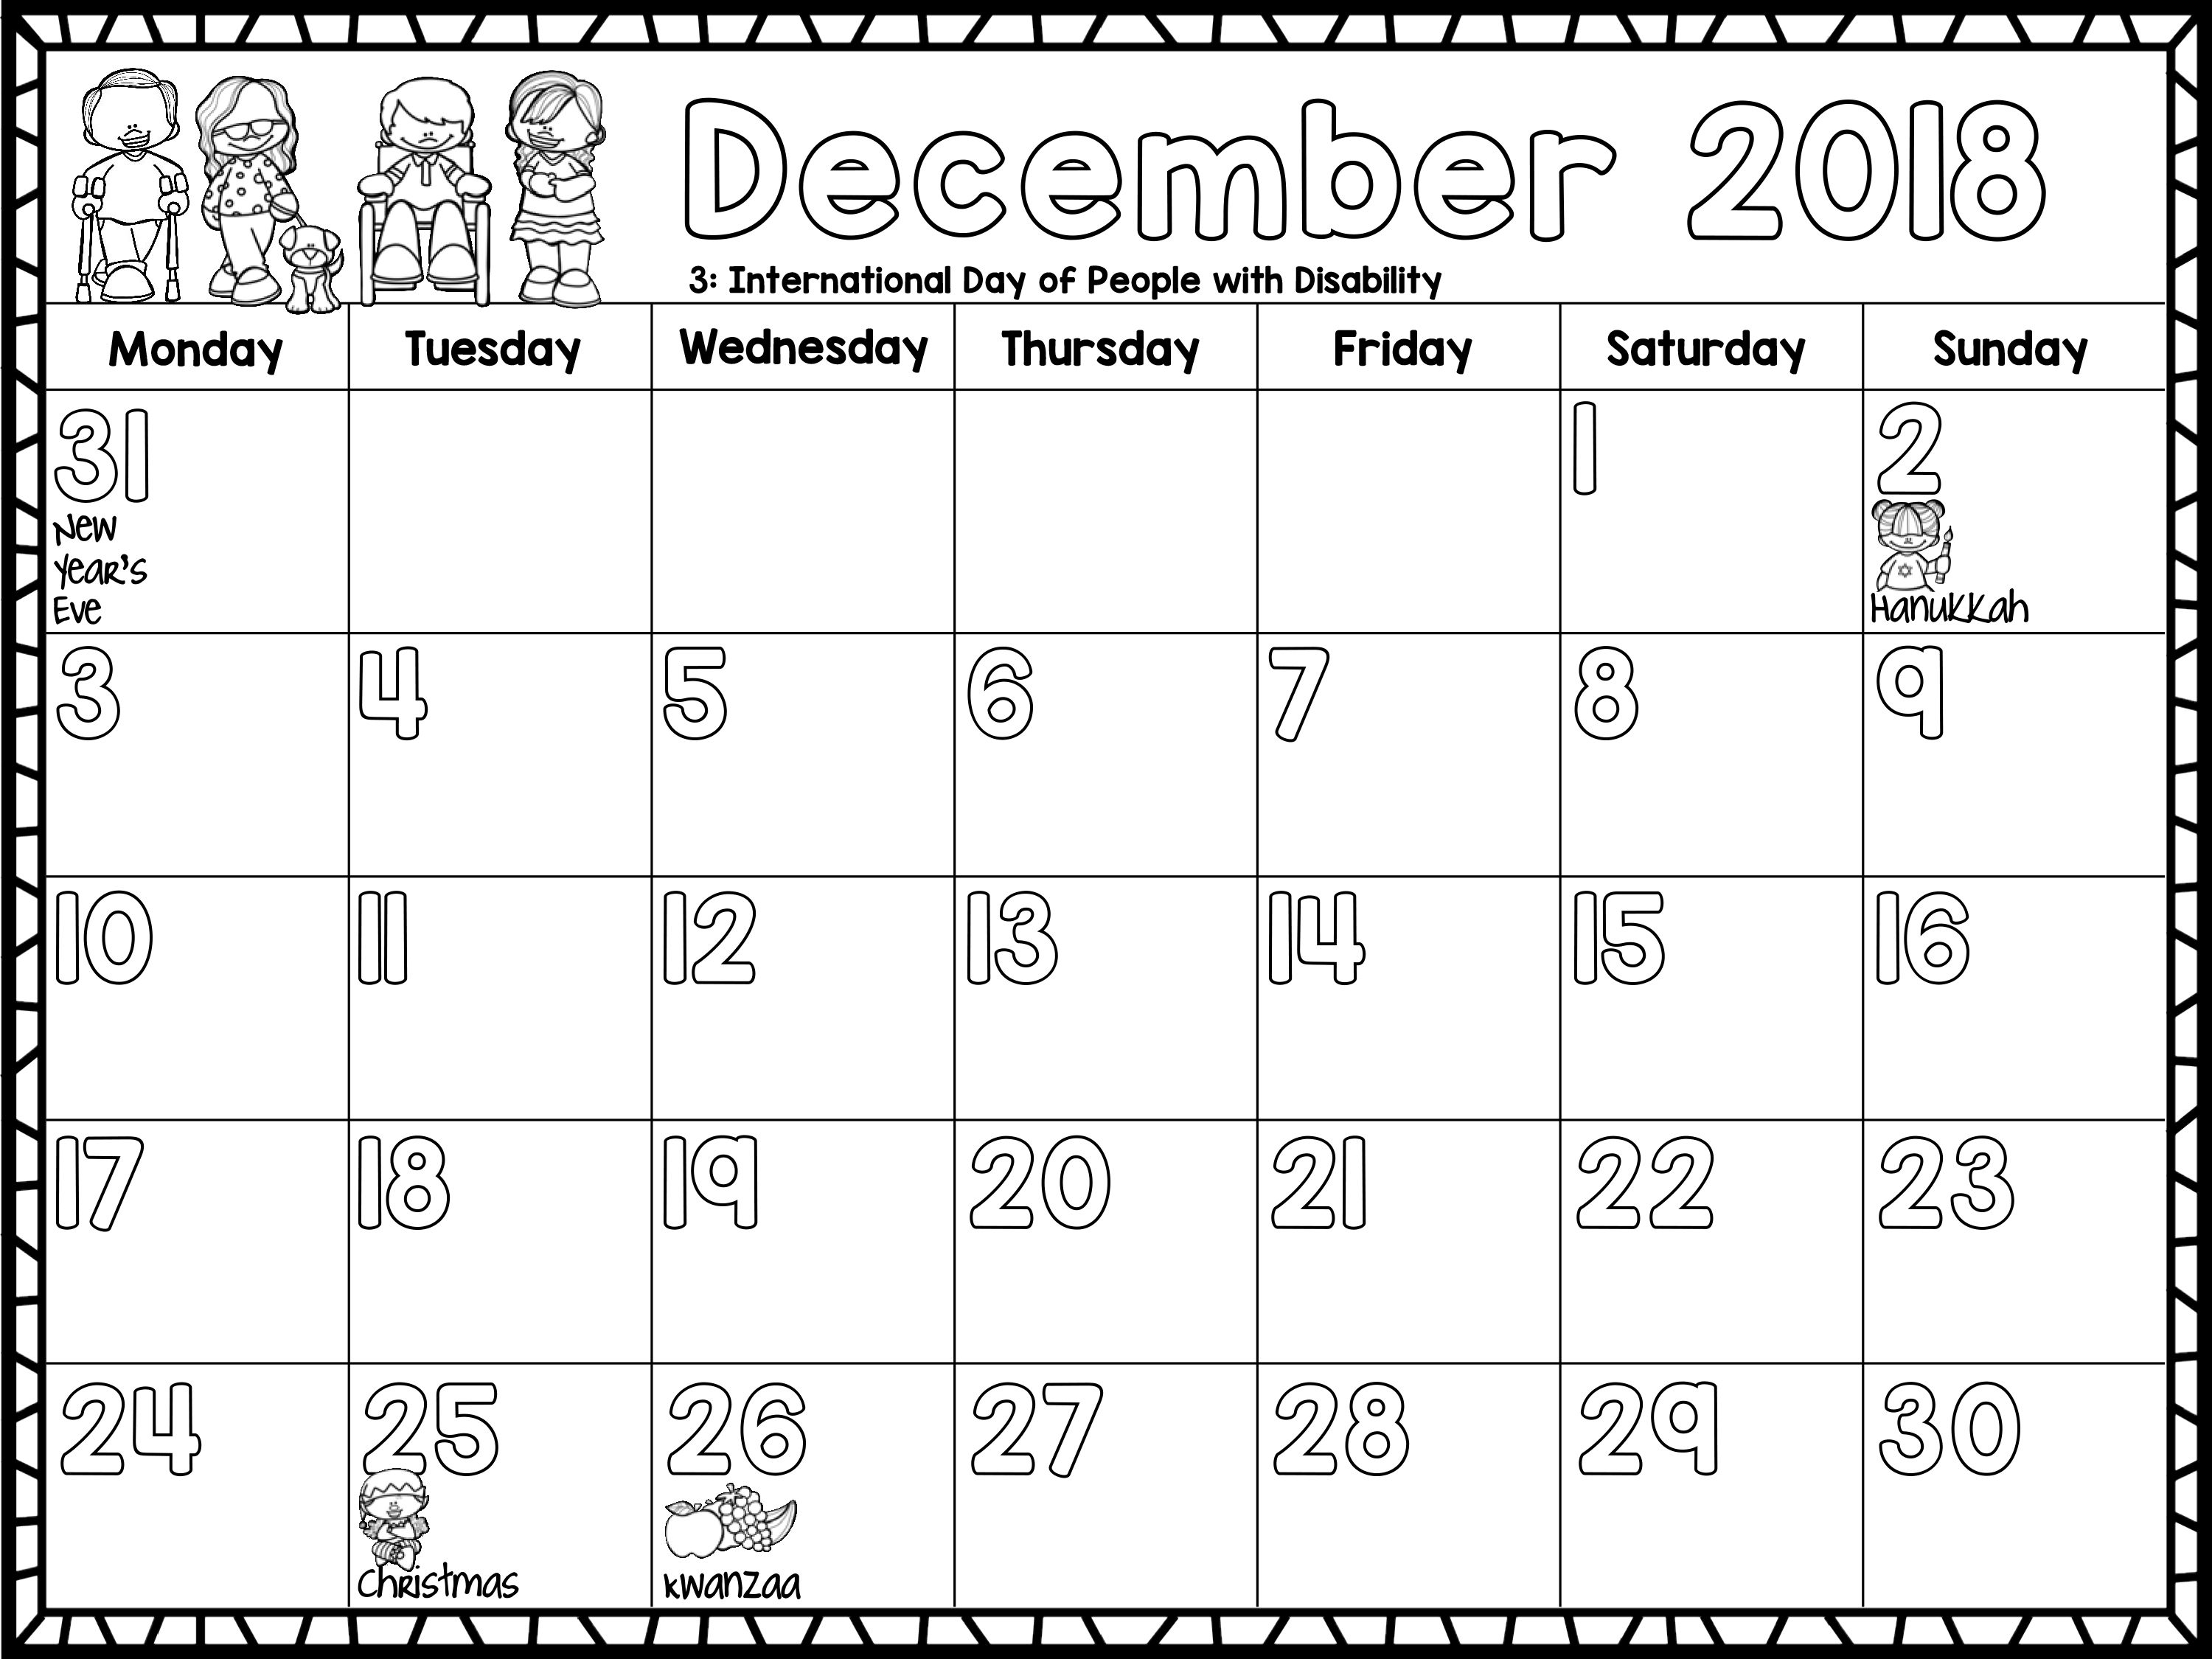 December 2018
3: International Day of People with Disability
Monday Tuesday Wednesday Thursday Friday Saturday Sunday
31 1 2
New
Year's
Eve
Hanukkah
3 4 5 6 7 8 9
10 11 12 13 14 15 16
17 18 19 20 21 22 23
24 25 26 27 28 29 30
Christmas kwanzaa